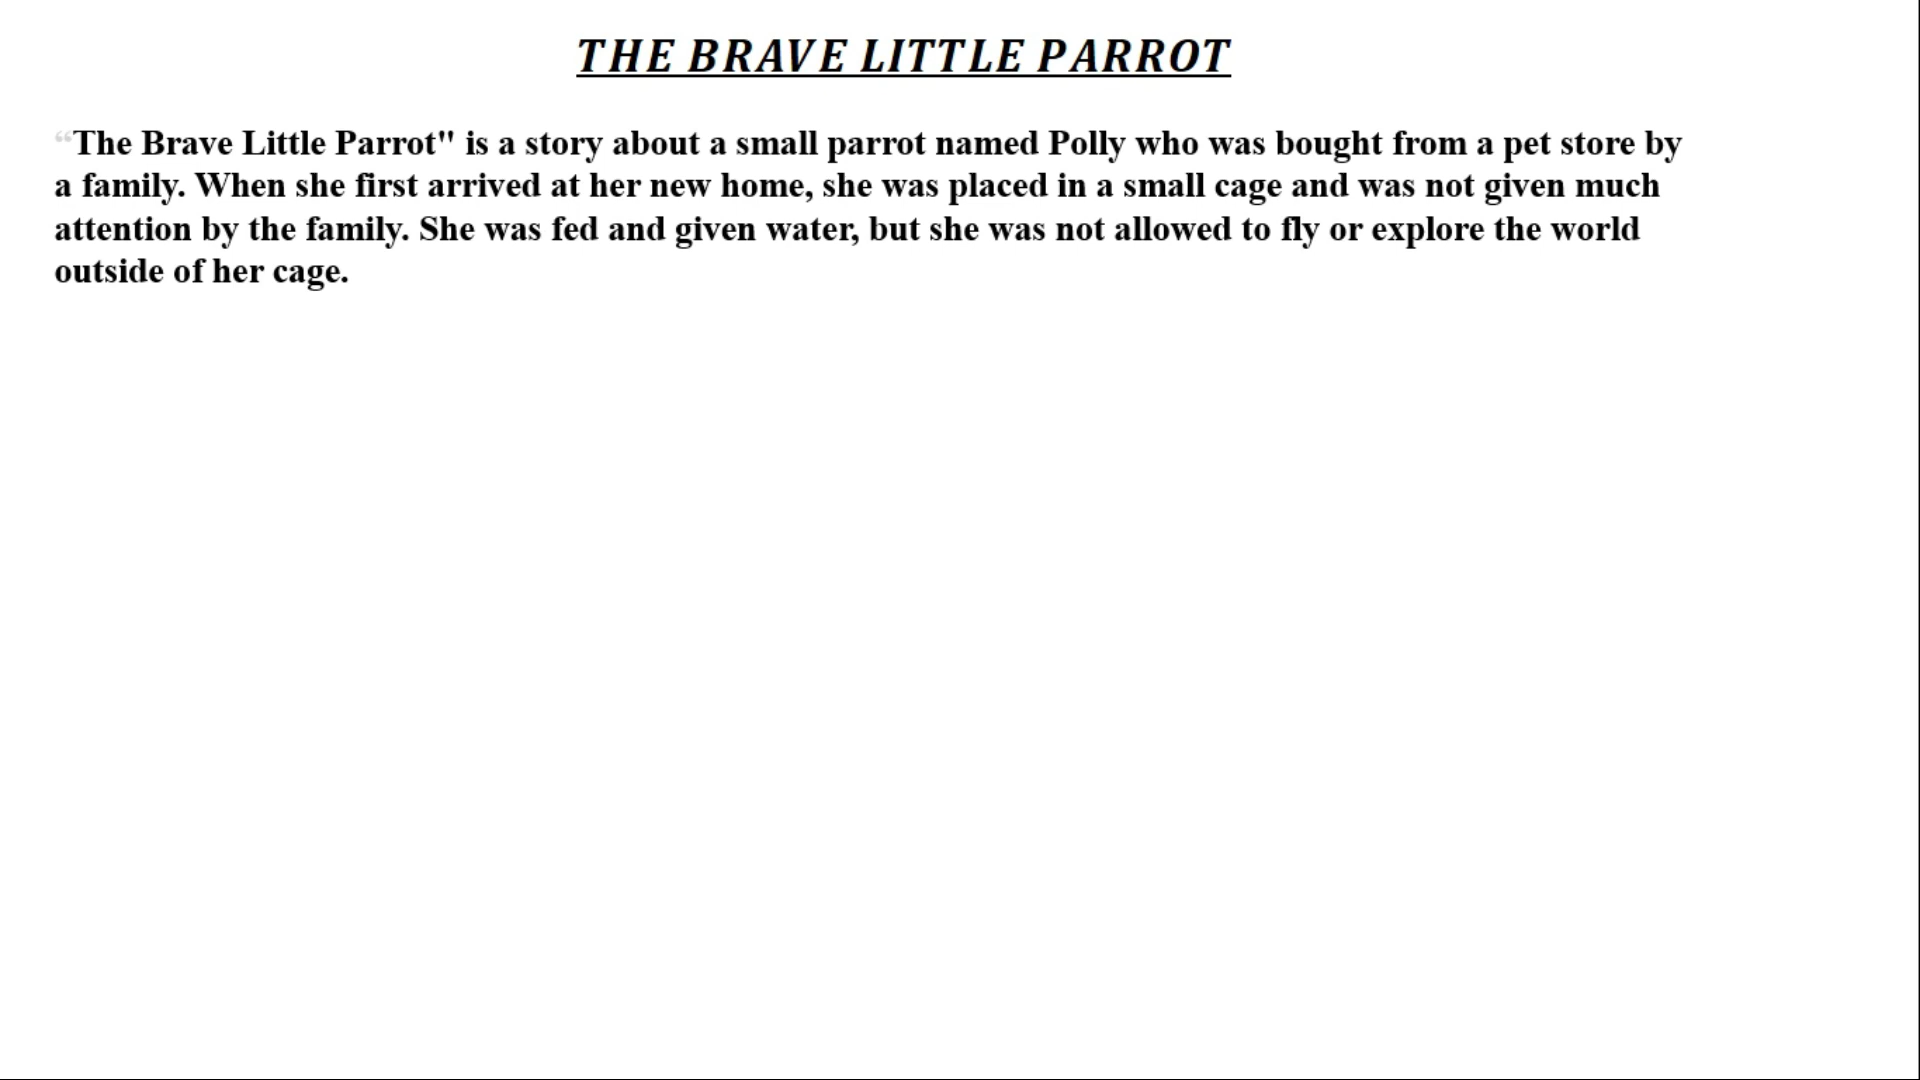 THE BRAVE LITTLE PARROT
“The Brave Little Parrot" is a story about a small parrot named Polly who was bought from a pet store by
a family. When she first arrived at her new home, she was placed in a small cage and was not given much
attention by the family. She was fed and given water, but she was not allowed to fly or explore the world
outside of her cage.